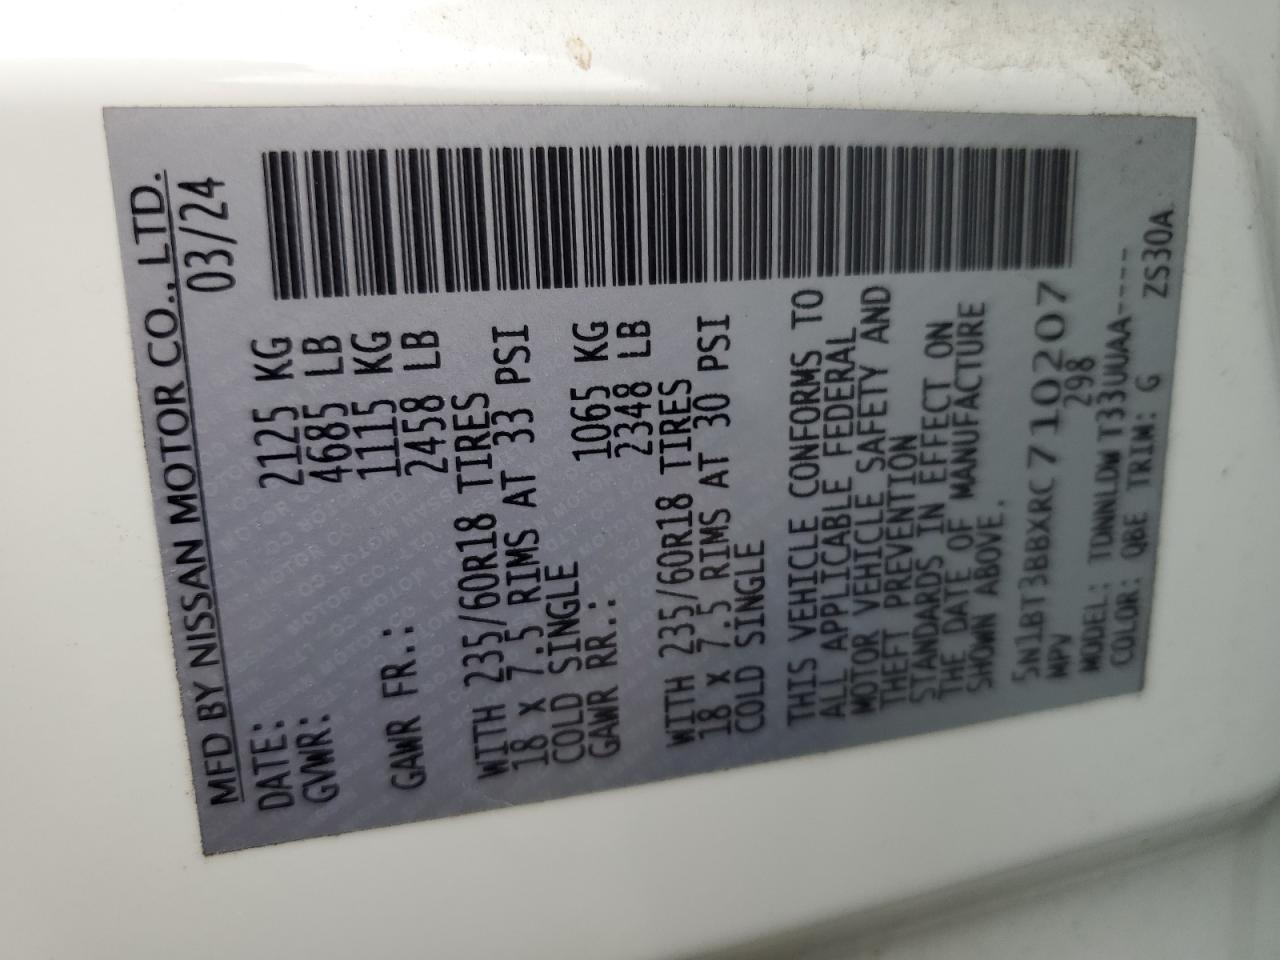 MFD BY NISSAN MOTOR CO., LTD.
DATE: 03/24
GVWR: 2125 KG
4685 LB
1115 KG
GAWR FR.: 2458 LB
WITH 235/60R18 TIRES
18 X 7.5 RIMS AT 33 PSI
COLD SINGLE
GAWR RR.: 1065 KG
2348 LB
WITH 235/60R18 TIRES
18 X 7.5 RIMS AT 30 PSI
COLD SINGLE
THIS VEHICLE CONFORMS TO
ALL APPLICABLE FEDERAL
MOTOR VEHICLE SAFETY AND
THEFT PREVENTION
STANDARDS IN EFFECT ON
THE DATE OF MANUFACTURE
SHOWN ABOVE.
5N1BT3BBXRC710207
MPV 298
MODEL: TDNNLDWT33UUAA----
COLOR: QBE TRIM: G ZS30A